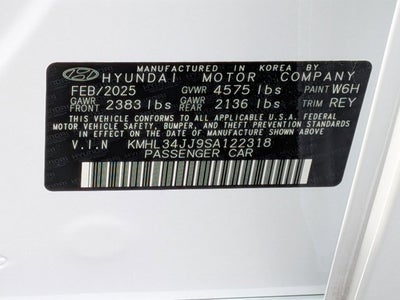 MANUFACTURED IN KOREA BY
HYUNDAI MOTOR COMPANY
FEB/2025 GVWR 4575 lbs PAINT W6H
GAWR FRONT 2383 lbs GAWR REAR 2136 lbs TRIM REY
THIS VEHICLE CONFORMS TO ALL APPLICABLE U.S. FEDERAL
MOTOR VEHICLE SAFETY, BUMPER, AND THEFT PREVENTION STANDARDS
IN EFFECT ON THE DATE OF MANUFACTURE SHOWN ABOVE.
V.I.N KMHL34JJ9SA122318
PASSENGER CAR